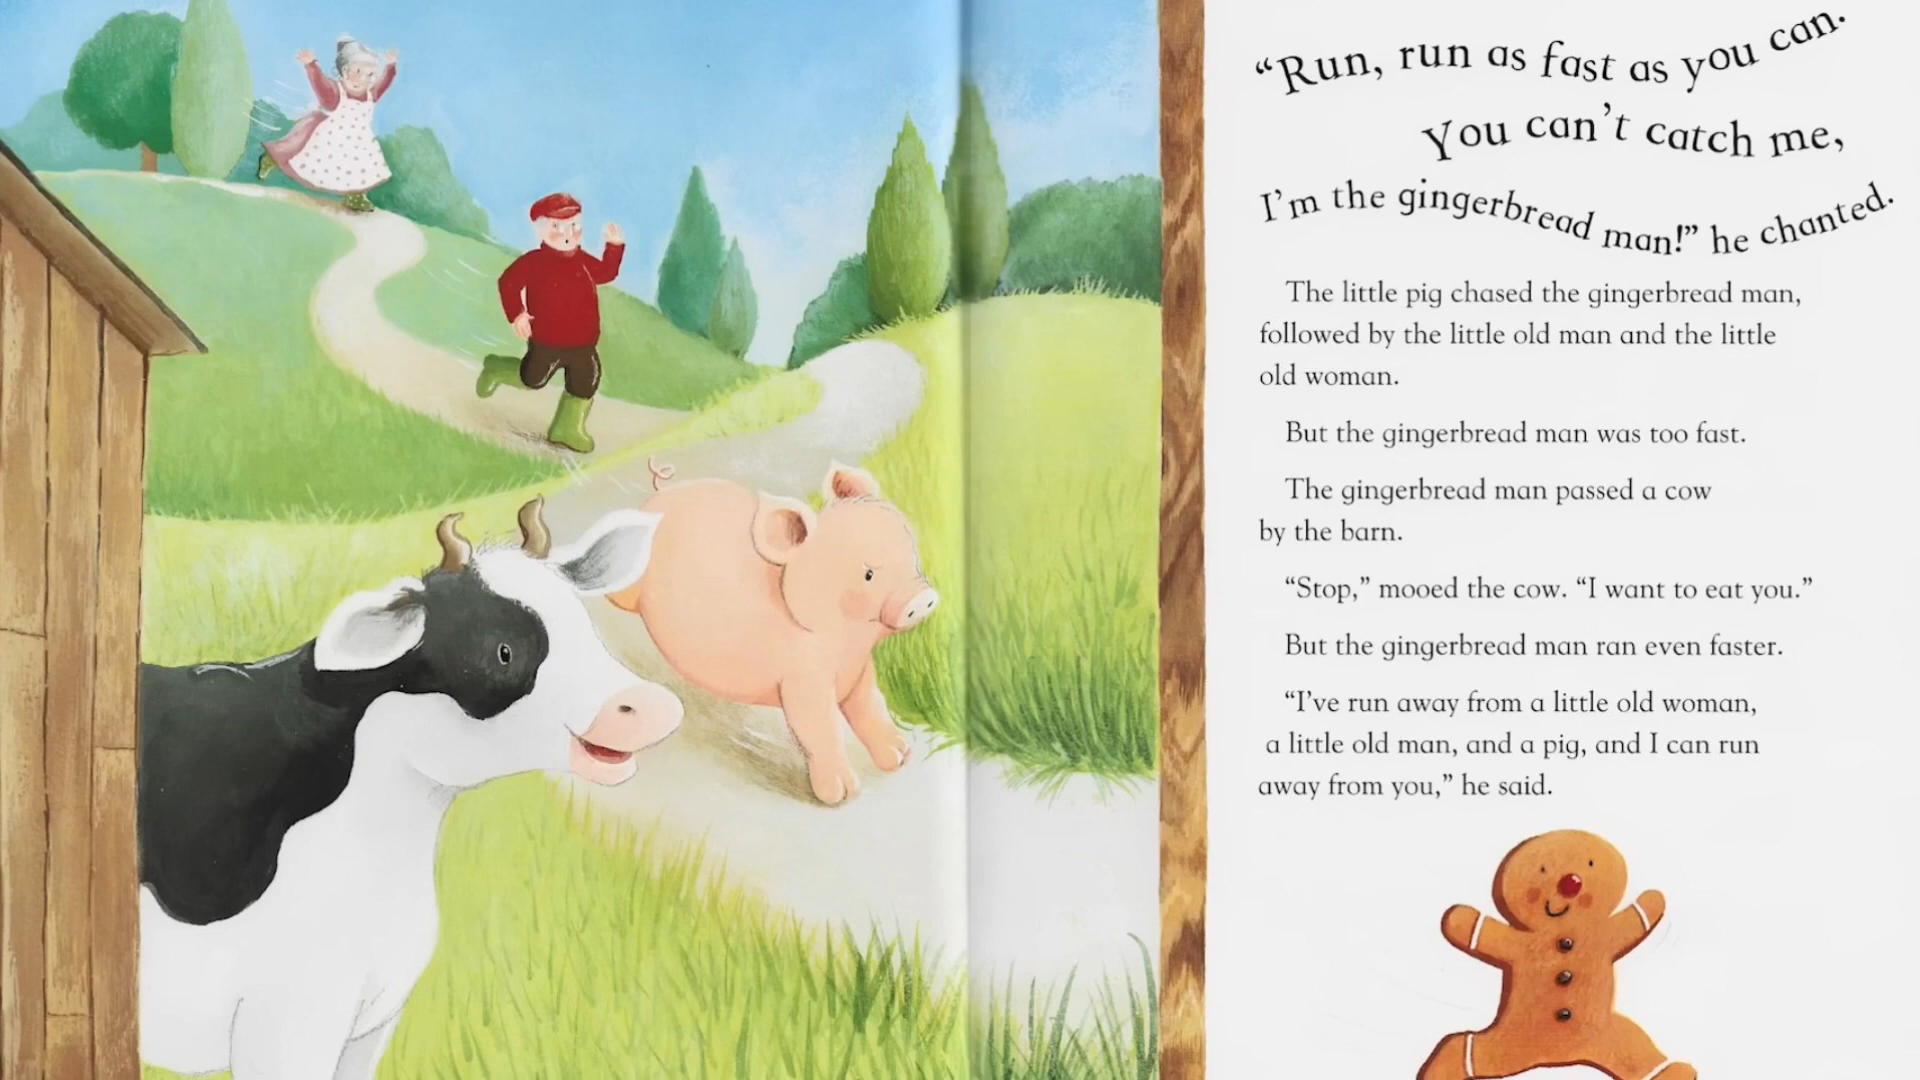 “Run, run as fast as you can.
You can’t catch me,
I’m the gingerbread man!” he chanted.
The little pig chased the gingerbread man,
followed by the little old man and the little
old woman.
But the gingerbread man was too fast.
The gingerbread man passed a cow
by the barn.
“Stop,” mooed the cow. “I want to eat you.”
But the gingerbread man ran even faster.
“I’ve run away from a little old woman,
a little old man, and a pig, and I can run
away from you,” he said.